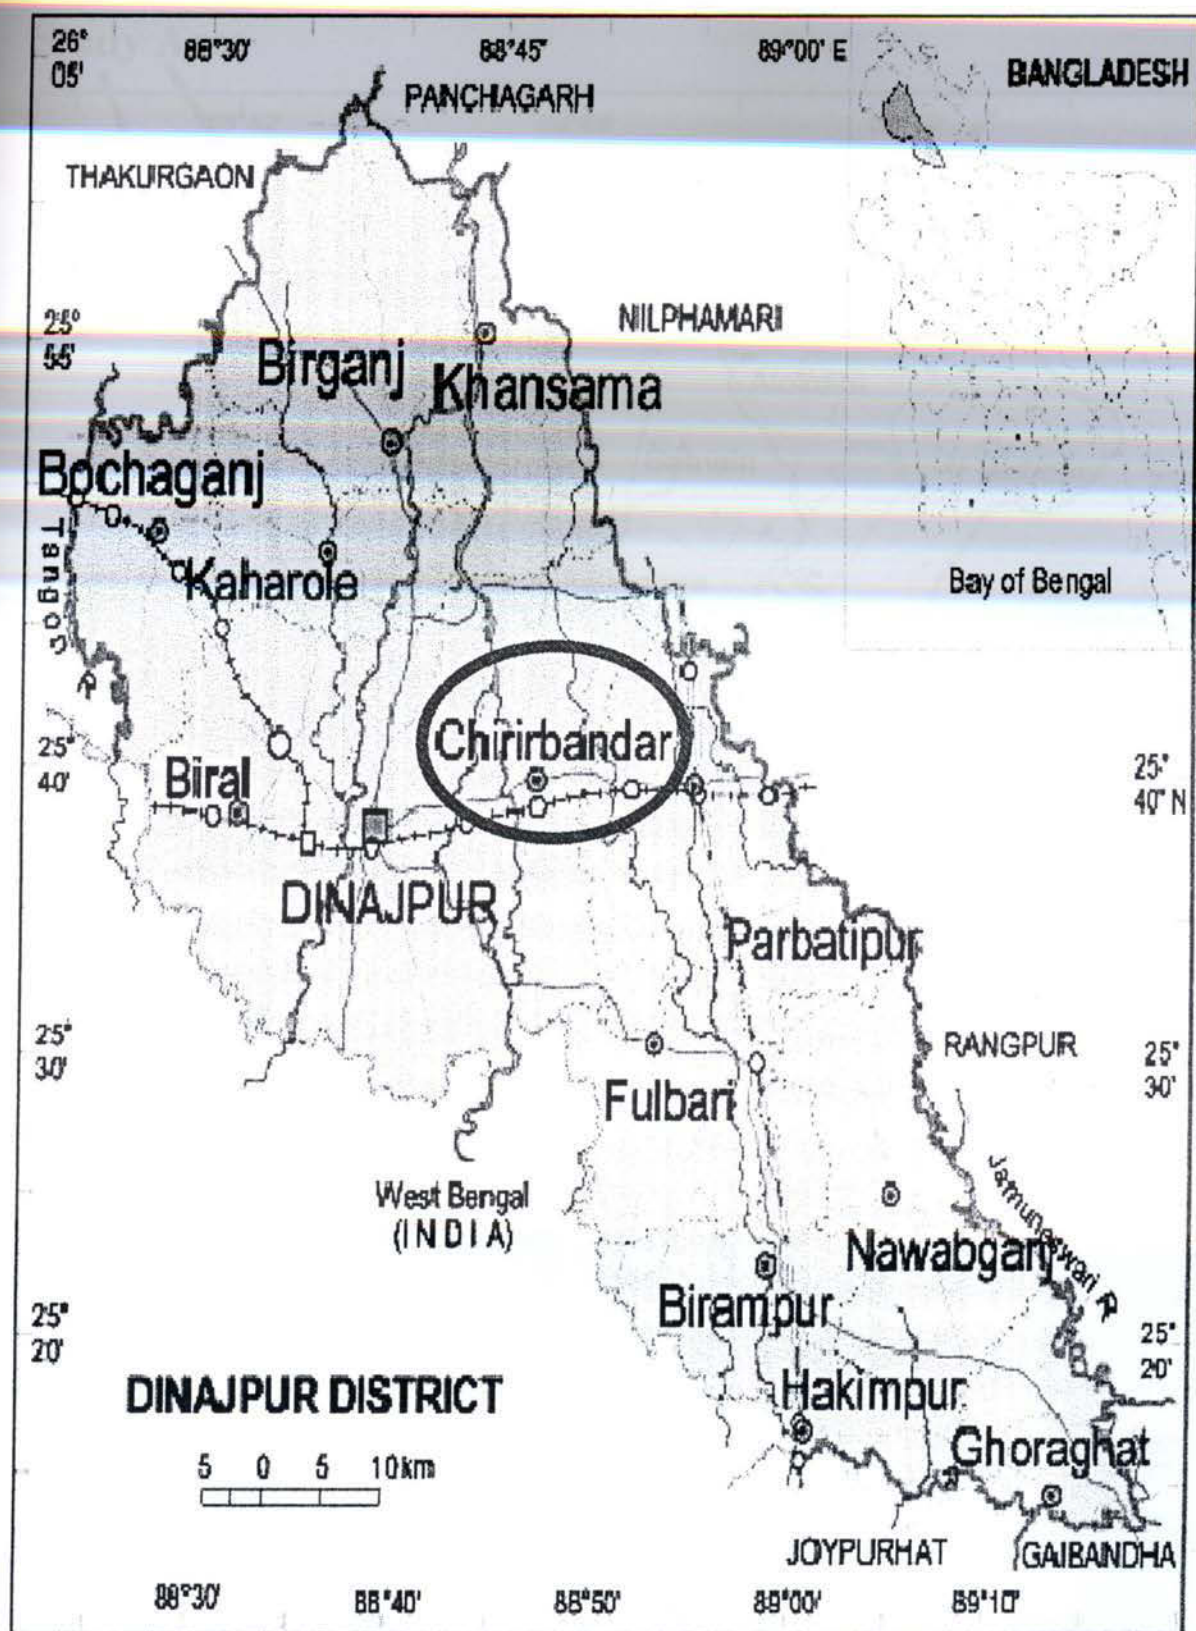 26°
05'
88°30'
88°45'
89°00' E
BANGLADESH
PANCHAGARH
THAKURGAON
NILPHAMARI
25°
55'
Birganj
Khansama
Bochaganj
Tangoc
R
Kaharole
Bay of Bengal
Chirirbandar
25°
40'
25°
40° N
Biral
DINAJPUR
Parbatipur
25°
30'
RANGPUR
25°
30'
Fulbari
West Bengal
(INDIA)
Jamuneswari R
Nawabganj
Birampur
25°
20'
25°
20'
DINAJPUR DISTRICT
Hakimpur
5 0 5 10km
Ghoraghat
JOYPURHAT
GAIBANDHA
88°30'
88°40'
88°50'
89°00'
89°10'